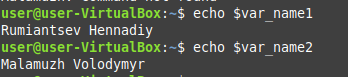 user@user-VirtualBox:~$ echo $var_name1
Rumiantsev Hennadiy
user@user-VirtualBox:~$ echo $var_name2
Malamuzh Volodymyr